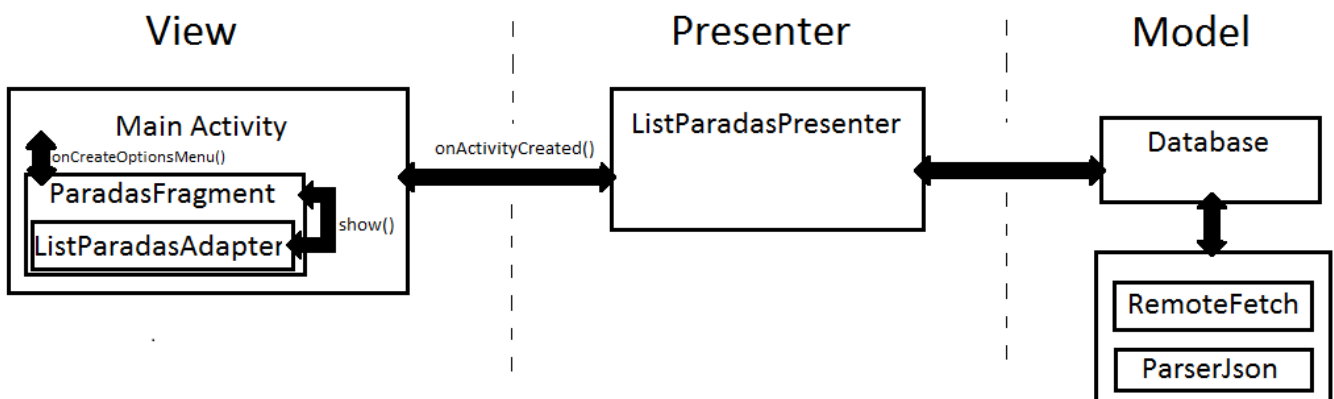 View
Presenter
Model
Main Activity
onCreateOptionsMenu()
ParadasFragment
ListParadasAdapter
show()
onActivityCreated()
ListParadasPresenter
Database
RemoteFetch
ParserJson